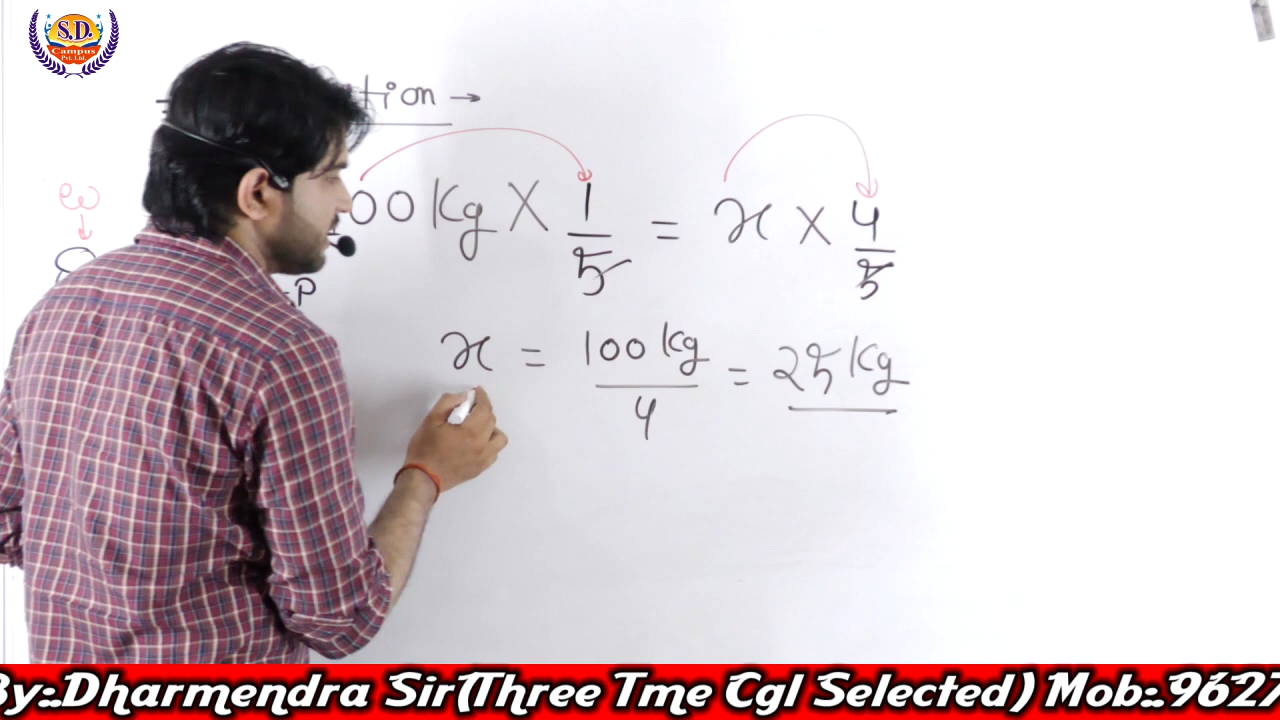 S.D.
Campus
Pvt. Ltd.
tion →
00 Kg × 1/5 = x × 4/5
P
x = 100 Kg/4 = 25 Kg
By:.Dharmendra Sir(Three Tme Cgl Selected) Mob:.9627